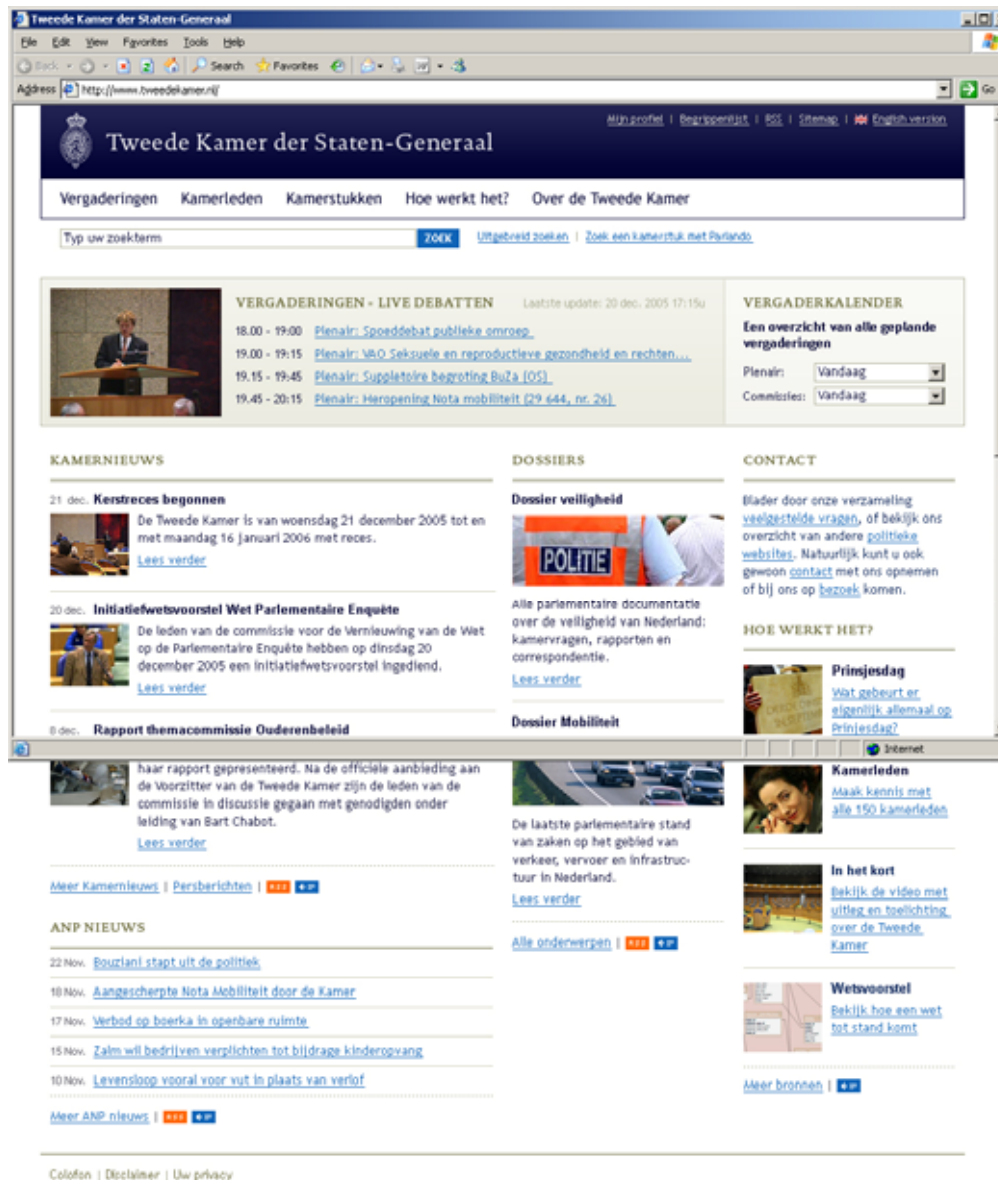 Tweede Kamer der Staten-Generaal
File Edit View Favorites Tools Help
Back Search Favorites
Address http://www.tweedekamer.nl/ Go
Mijn profiel | Begrippenlijst | RSS | Sitemap | English version
Tweede Kamer der Staten-Generaal
Vergaderingen Kamerleden Kamerstukken Hoe werkt het? Over de Tweede Kamer
Typ uw zoekterm ZOEK Uitgebreid zoeken | Zoek een kamerstuk met Parlando
VERGADERINGEN - LIVE DEBATTEN Laatste update: 20 dec. 2005 17:15u
18.00 - 19:00 Plenair: Spoeddebat publieke omroep
19.00 - 19:15 Plenair: VAO Seksuele en reproductieve gezondheid en rechten...
19.15 - 19:45 Plenair: Suppletoire begroting BuZa (OS)
19.45 - 20:15 Plenair: Heropening Nota mobiliteit (29 644, nr. 26)
VERGADERKALENDER
Een overzicht van alle geplande
vergaderingen
Plenair: Vandaag
Commissies: Vandaag
KAMERNIEUWS
21 dec. Kerstreces begonnen
De Tweede Kamer is van woensdag 21 december 2005 tot en
met maandag 16 januari 2006 met reces.
Lees verder
20 dec. Initiatiefwetsvoorstel Wet Parlementaire Enquête
De leden van de commissie voor de Vernieuwing van de Wet
op de Parlementaire Enquête hebben op dinsdag 20
december 2005 een initiatiefwetsvoorstel ingediend.
Lees verder
8 dec. Rapport themacommissie Ouderenbeleid
haar rapport gepresenteerd. Na de officiële aanbieding aan
de Voorzitter van de Tweede Kamer zijn de leden van de
commissie in discussie gegaan met genodigden onder
leiding van Bart Chabot.
Lees verder
Meer Kamernieuws | Persberichten | RSS
ANP NIEUWS
22 Nov. Bouziani stapt uit de politiek
18 Nov. Aangescherpte Nota Mobiliteit door de Kamer
17 Nov. Verbod op boerka in openbare ruimte
15 Nov. Zalm wil bedrijven verplichten tot bijdrage kinderopvang
10 Nov. Levensloop vooral voor vut in plaats van verlof
Meer ANP nieuws | RSS
DOSSIERS
Dossier veiligheid
POLITIE
Alle parlementaire documentatie
over de veiligheid van Nederland:
kamervragen, rapporten en
correspondentie.
Lees verder
Dossier Mobiliteit
De laatste parlementaire stand
van zaken op het gebied van
verkeer, vervoer en infrastruc-
tuur in Nederland.
Lees verder
Alle onderwerpen | RSS
CONTACT
Blader door onze verzameling
veelgestelde vragen, of bekijk ons
overzicht van andere politieke
websites. Natuurlijk kunt u ook
gewoon contact met ons opnemen
of bij ons op bezoek komen.
HOE WERKT HET?
Prinsjesdag
Wat gebeurt er
eigenlijk allemaal op
Prinjesdag?
Internet
Kamerleden
Maak kennis met
alle 150 kamerleden
In het kort
Bekijk de video met
uitleg en toelichting
over de Tweede
Kamer
Wetsvoorstel
Bekijk hoe een wet
tot stand komt
Meer bronnen |
Colofon | Disclaimer | Uw privacy